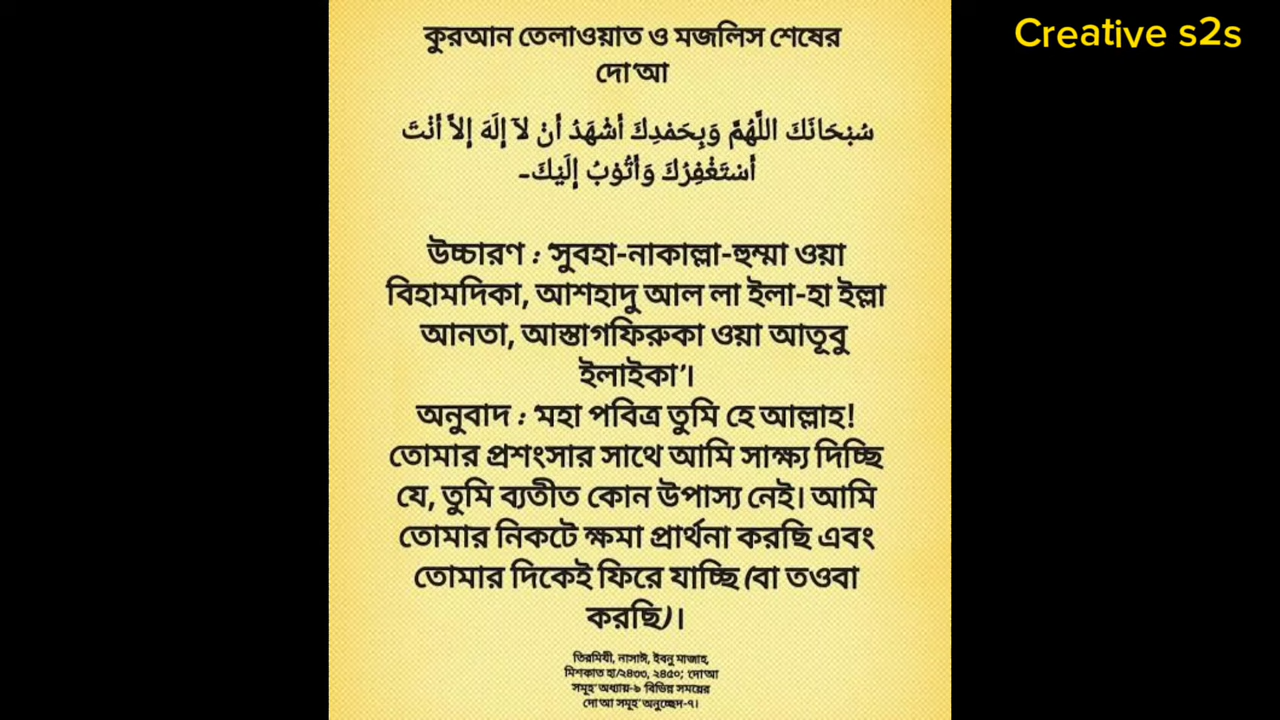 কুরআন তেলাওয়াত ও মজলিস শেষের
দো‘আ
سُبْحَانَكَ اللَّهُمَّ وَبِحَمْدِكَ أَشْهَدُ أَنْ لآ إِلَهَ إِلاَّ أَنْتَ
أَسْتَغْفِرُكَ وَأَتُوْبُ إِلَيْكَ-
উচ্চারণ : ‘সুবহা-নাকাল্লা-হুম্মা ওয়া
বিহামদিকা, আশহাদু আল লা ইলা-হা ইল্লা
আনতা, আস্তাগফিরুকা ওয়া আতূবু
ইলাইকা’।
অনুবাদ : ‘মহা পবিত্র তুমি হে আল্লাহ!
তোমার প্রশংসার সাথে আমি সাক্ষ্য দিচ্ছি
যে, তুমি ব্যতীত কোন উপাস্য নেই। আমি
তোমার নিকটে ক্ষমা প্রার্থনা করছি এবং
তোমার দিকেই ফিরে যাচ্ছি (বা তওবা
করছি)।
তিরমিযী, নাসাঈ, ইবনু মাজাহ,
মিশকাত হা/২৪৩৩, ২৪৫০; ‘দো‘আ
সমূহ’ অধ্যায়-৯ ‘বিভিন্ন সময়ের
দো‘আ সমূহ’ অনুচ্ছেদ-৭।
Creative s2s